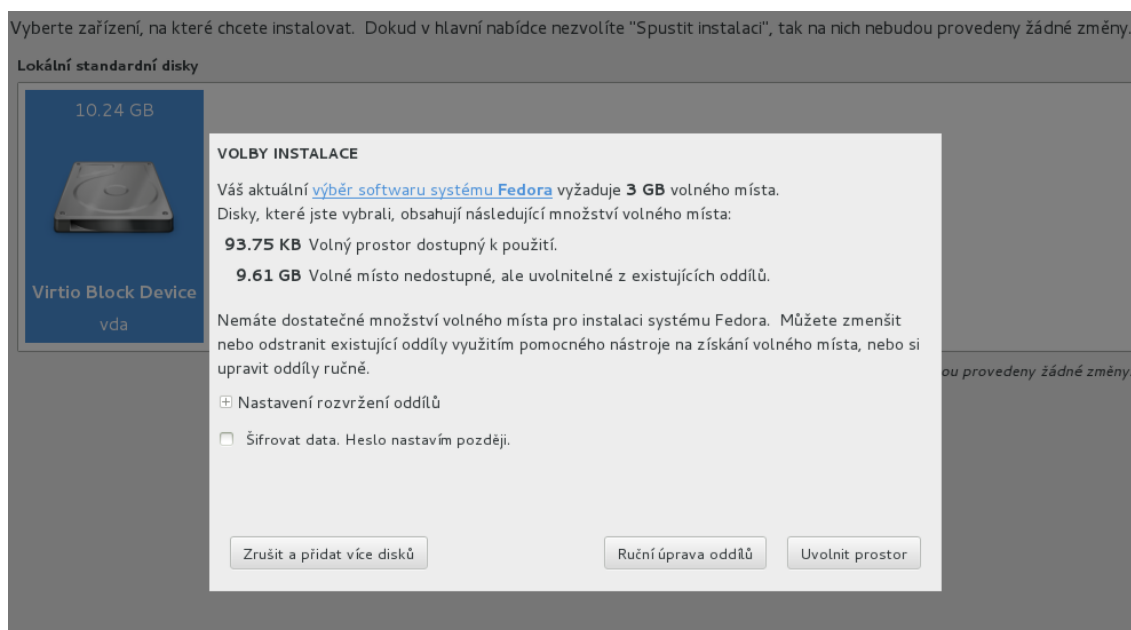 Vyberte zařízení, na které chcete instalovat.  Dokud v hlavní nabídce nezvolíte "Spustit instalaci", tak na nich nebudou provedeny žádné změny.
Lokální standardní disky
10.24 GB
Virtio Block Device
vda
VOLBY INSTALACE
Váš aktuální výběr softwaru systému Fedora vyžaduje 3 GB volného místa.
Disky, které jste vybrali, obsahují následující množství volného místa:
93.75 KB Volný prostor dostupný k použití.
9.61 GB Volné místo nedostupné, ale uvolnitelné z existujících oddílů.
Nemáte dostatečné množství volného místa pro instalaci systému Fedora.  Můžete zmenšit
nebo odstranit existující oddíly využitím pomocného nástroje na získání volného místa, nebo si
upravit oddíly ručně.
ou provedeny žádné změny.
Nastavení rozvržení oddílů
Šifrovat data. Heslo nastavím později.
Zrušit a přidat více disků
Ruční úprava oddílů
Uvolnit prostor